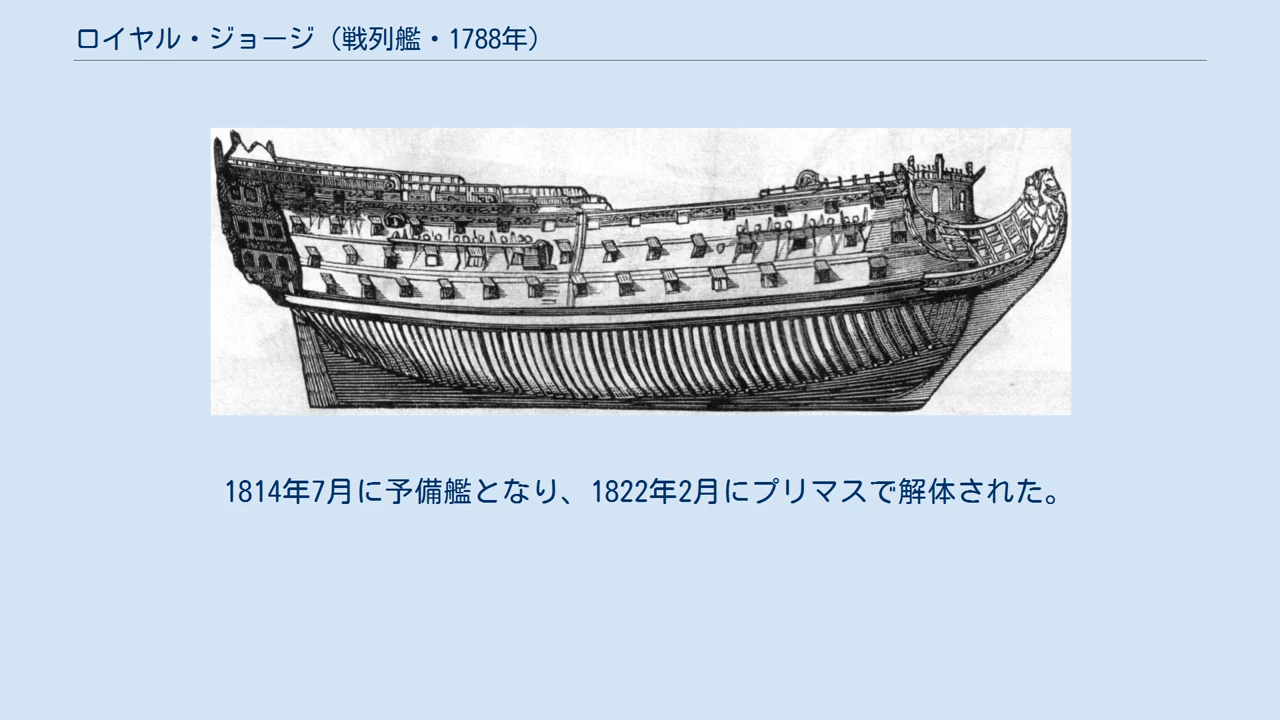 ロイヤル・ジョージ（戦列艦・1788年）
1814年7月に予備艦となり、1822年2月にプリマスで解体された。